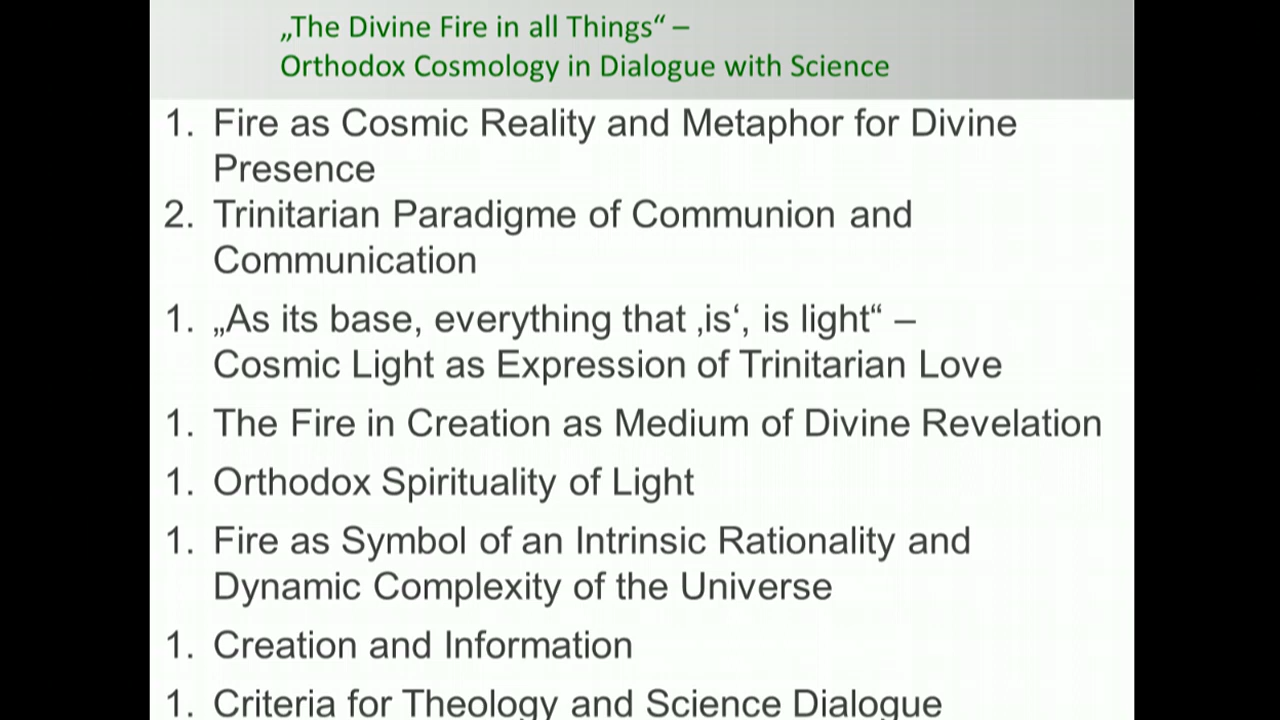 „The Divine Fire in all Things“ –
Orthodox Cosmology in Dialogue with Science
1. Fire as Cosmic Reality and Metaphor for Divine
Presence
2. Trinitarian Paradigme of Communion and
Communication
1. „As its base, everything that ‚is‘, is light“ –
Cosmic Light as Expression of Trinitarian Love
1. The Fire in Creation as Medium of Divine Revelation
1. Orthodox Spirituality of Light
1. Fire as Symbol of an Intrinsic Rationality and
Dynamic Complexity of the Universe
1. Creation and Information
1. Criteria for Theology and Science Dialogue